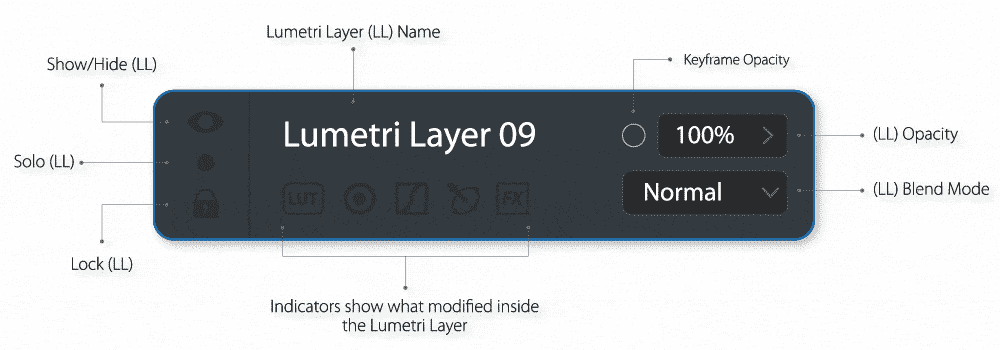 Lumetri Layer (LL) Name
Show/Hide (LL)
Keyframe Opacity
Lumetri Layer 09
100%
(LL) Opacity
Solo (LL)
LUT
FX
Normal
(LL) Blend Mode
Lock (LL)
Indicators show what modified inside
the Lumetri Layer